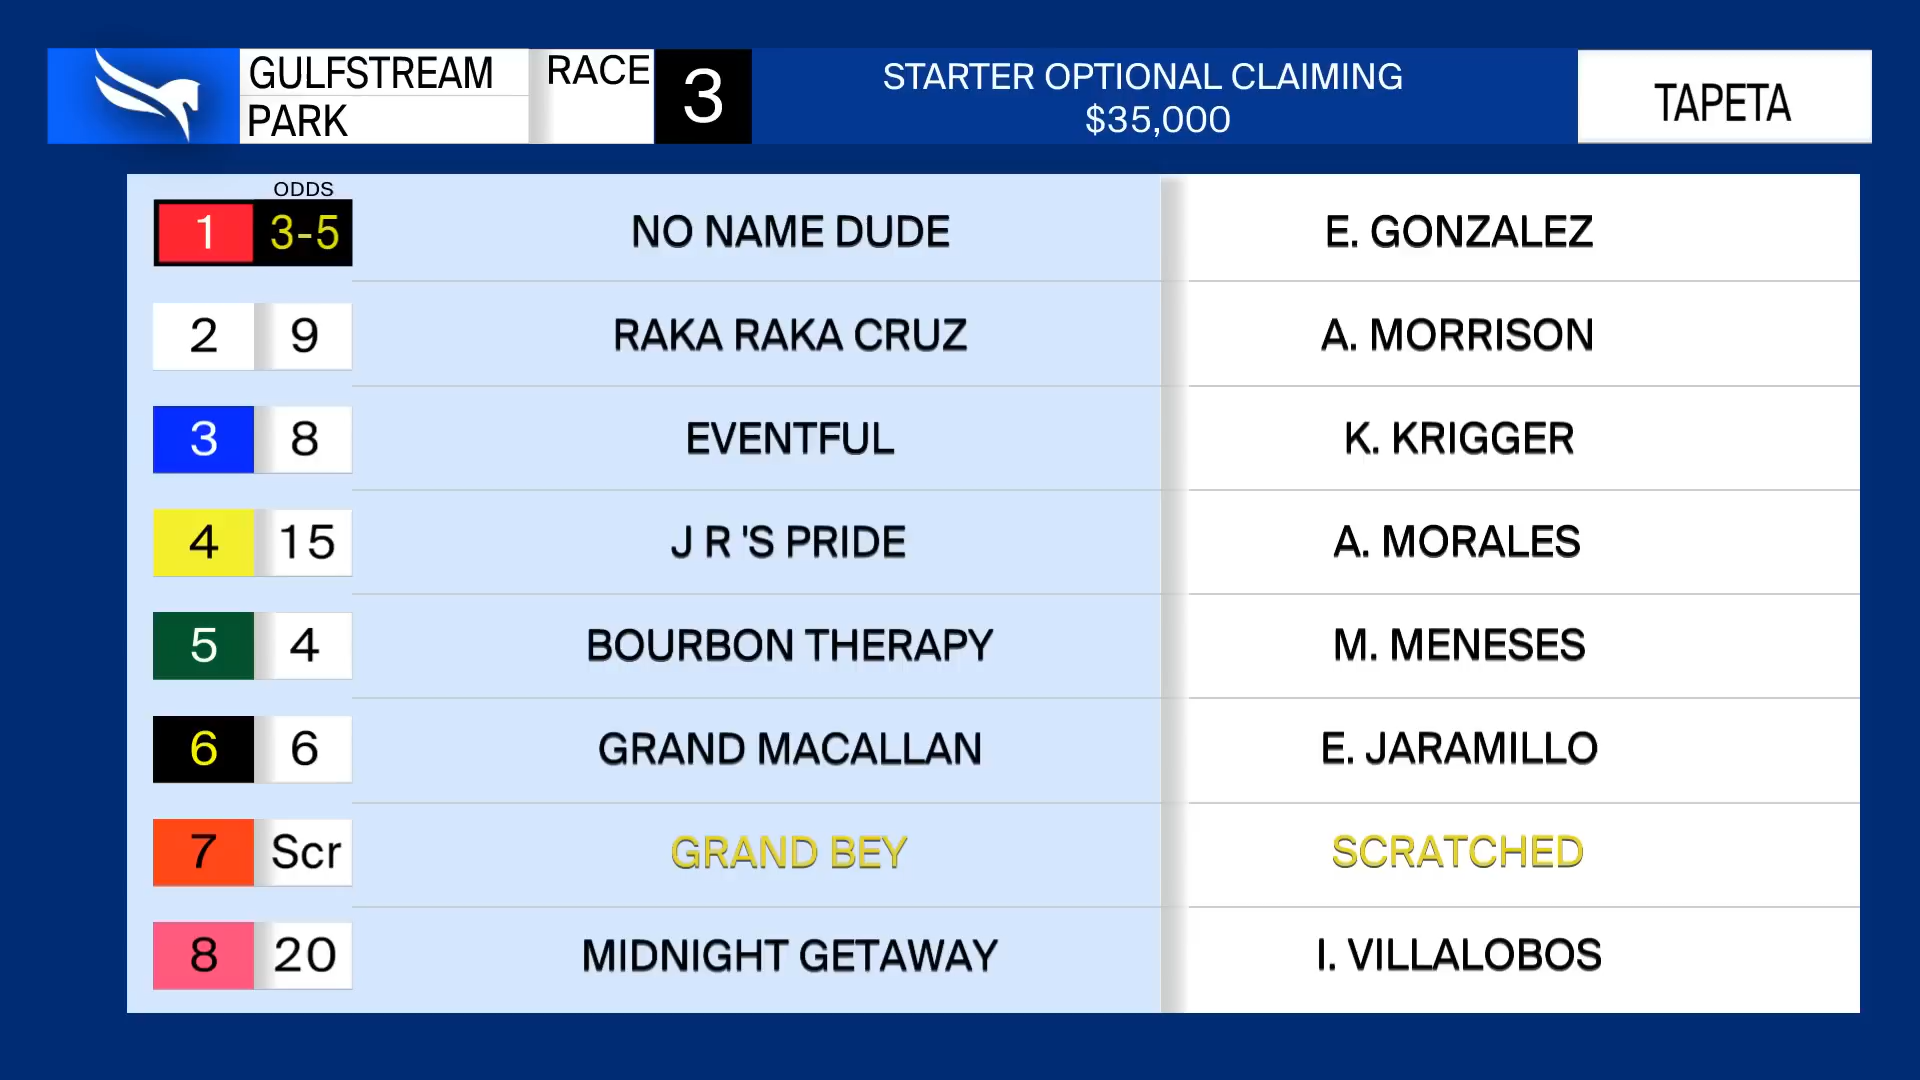 GULFSTREAM
PARK
RACE
3
STARTER OPTIONAL CLAIMING
$35,000
TAPETA
ODDS
1 3-5 NO NAME DUDE E. GONZALEZ
2 9 RAKA RAKA CRUZ A. MORRISON
3 8 EVENTFUL K. KRIGGER
4 15 J R 'S PRIDE A. MORALES
5 4 BOURBON THERAPY M. MENESES
6 6 GRAND MACALLAN E. JARAMILLO
7 Scr GRAND BEY SCRATCHED
8 20 MIDNIGHT GETAWAY I. VILLALOBOS